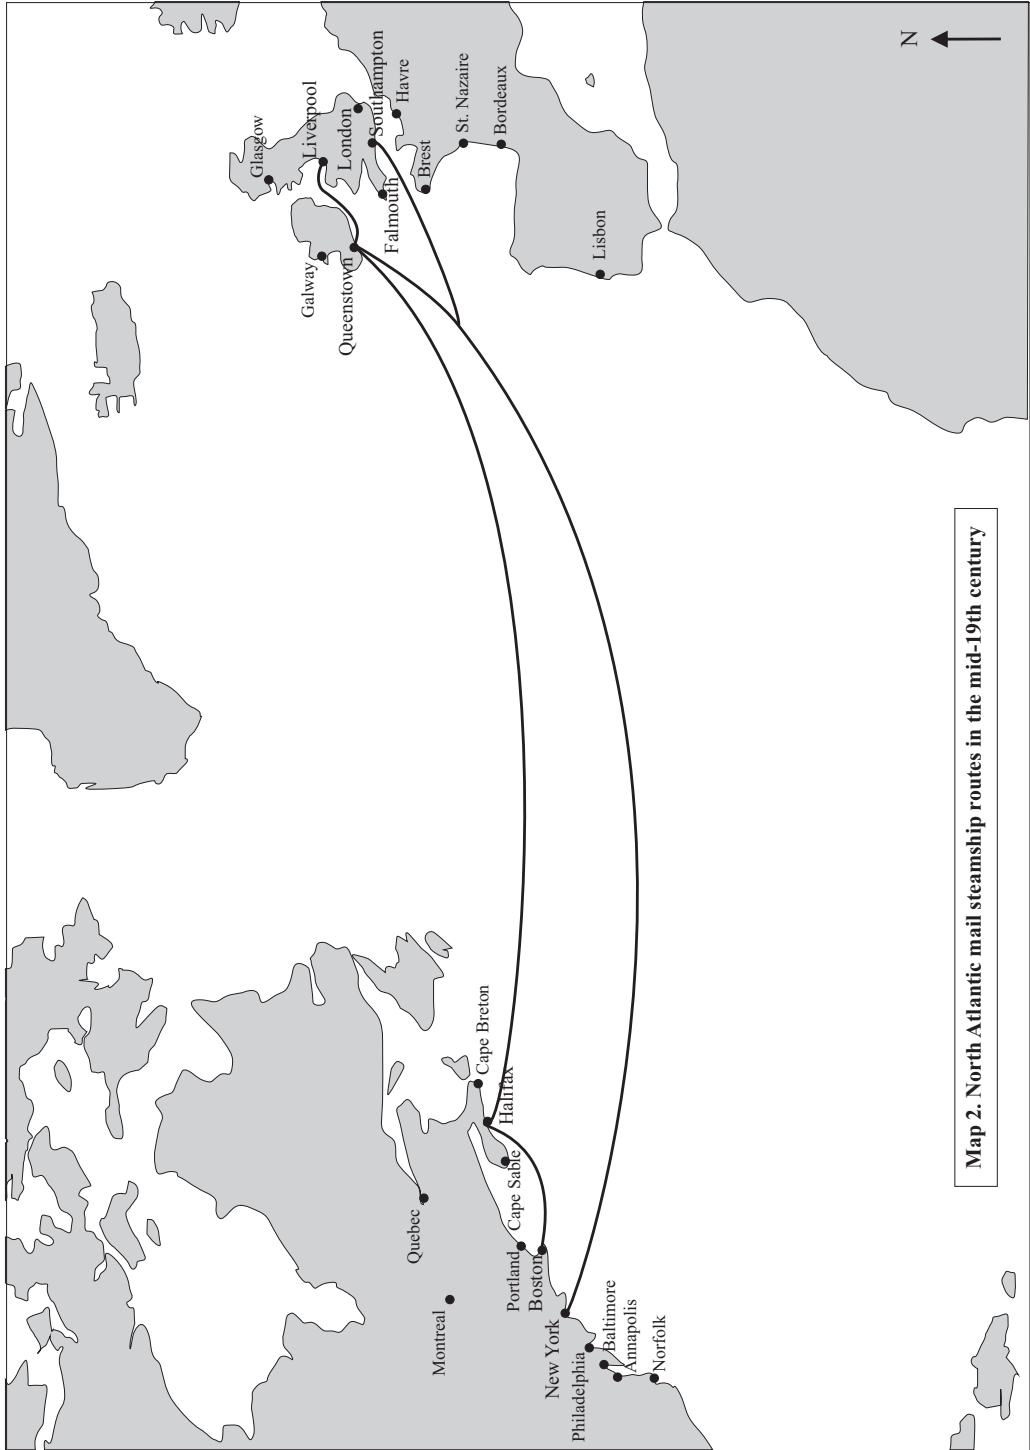 N
Glasgow
Liverpool
London
Southampton
Havre
Galway
Queenstown
Falmouth
Brest
St. Nazaire
Bordeaux
Lisbon
Quebec
Montreal
Cape Breton
Halifax
Cape Sable
Portland
Boston
New York
Philadelphia
Baltimore
Annapolis
Norfolk
Map 2. North Atlantic mail steamship routes in the mid-19th century